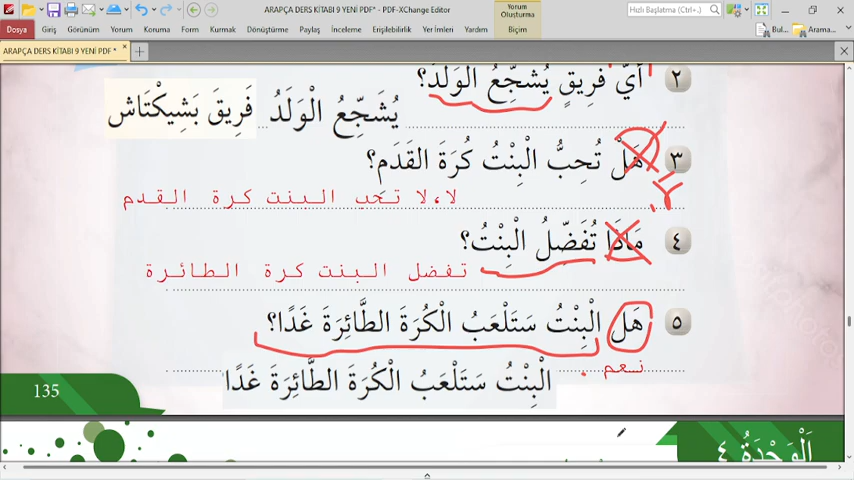 ARAPÇA DERS KİTABI 9 YENİ PDF* - PDF-XChange Editor
Yorum Oluşturma
Hızlı Başlatma (Ctrl+.)
Dosya Giriş Görünüm Yorum Koruma Form Kurmak Dönüştürme Paylaş İnceleme Erişilebilirlik Yer imleri Yardım Biçim Bul... Arama...
ARAPÇA DERS KİTABI 9 YENİ PDF *
٢ أَيَّ فَرِيقٍ يُشَجِّعُ الْوَلَدُ؟
يُشَجِّعُ الْوَلَدُ فَرِيقَ بَشِيكْتَاش
٣ هَلْ تُحِبُّ الْبِنْتُ كُرَةَ القَدَمِ؟
لا،لا تحب البنت كرة القدم
٤ مَاذَا تُفَضِّلُ الْبِنْتُ؟
تفضل البنت كرة الطائرة
٥ هَلِ الْبِنْتُ سَتَلْعَبُ الْكُرَةَ الطَّائِرَةَ غَدًا؟
نعم .
الْبِنْتُ سَتَلْعَبُ الْكُرَةَ الطَّائِرَةَ غَدًا
135
اَلْوَحْدَةُ ٤